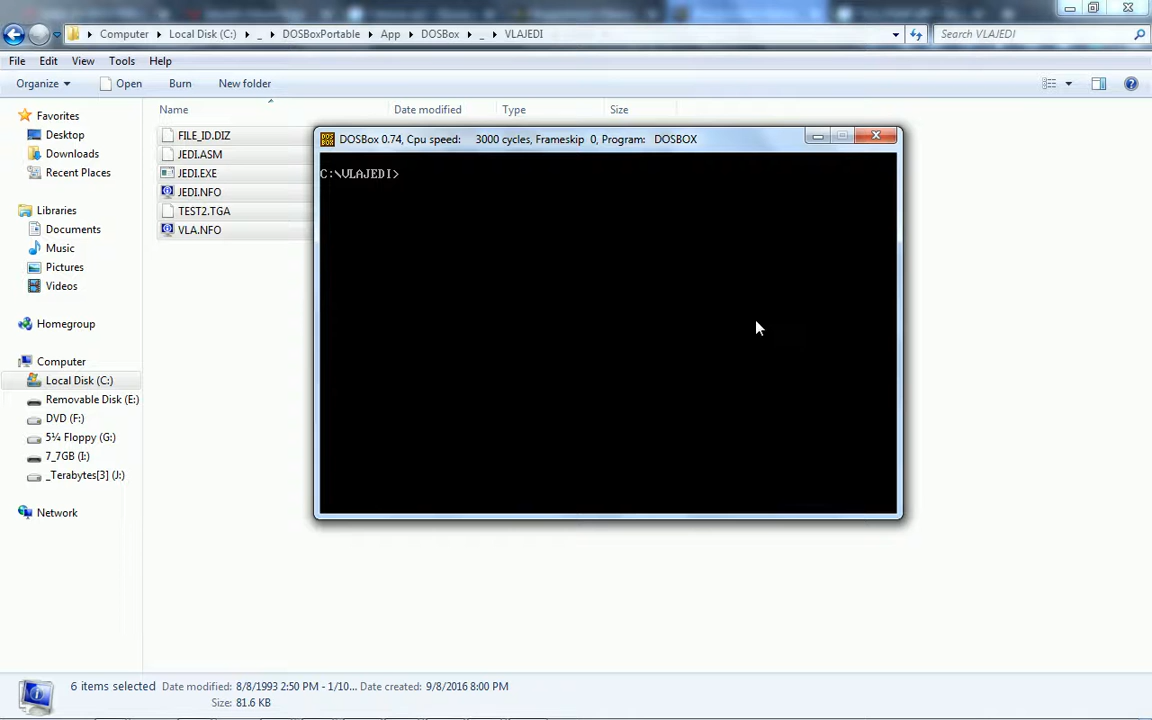 Computer Local Disk (C:) _ DOSBoxPortable App DOSBox _ VLAJEDI Search VLAJEDI
File Edit View Tools Help
Organize Open Burn New folder
Name Date modified Type Size
Favorites
Desktop
Downloads
Recent Places
Libraries
Documents
Music
Pictures
Videos
Homegroup
Computer
Local Disk (C:)
Removable Disk (E:)
DVD (F:)
5¼ Floppy (G:)
7_7GB (I:)
_Terabytes[3] (J:)
Network
FILE_ID.DIZ
JEDI.ASM
JEDI.EXE
JEDI.NFO
TEST2.TGA
VLA.NFO
DOSBox 0.74, Cpu speed: 3000 cycles, Frameskip 0, Program: DOSBOX
C:\VLAJEDI>
6 items selected Date modified: 8/8/1993 2:50 PM - 1/10... Date created: 9/8/2016 8:00 PM
Size: 81.6 KB